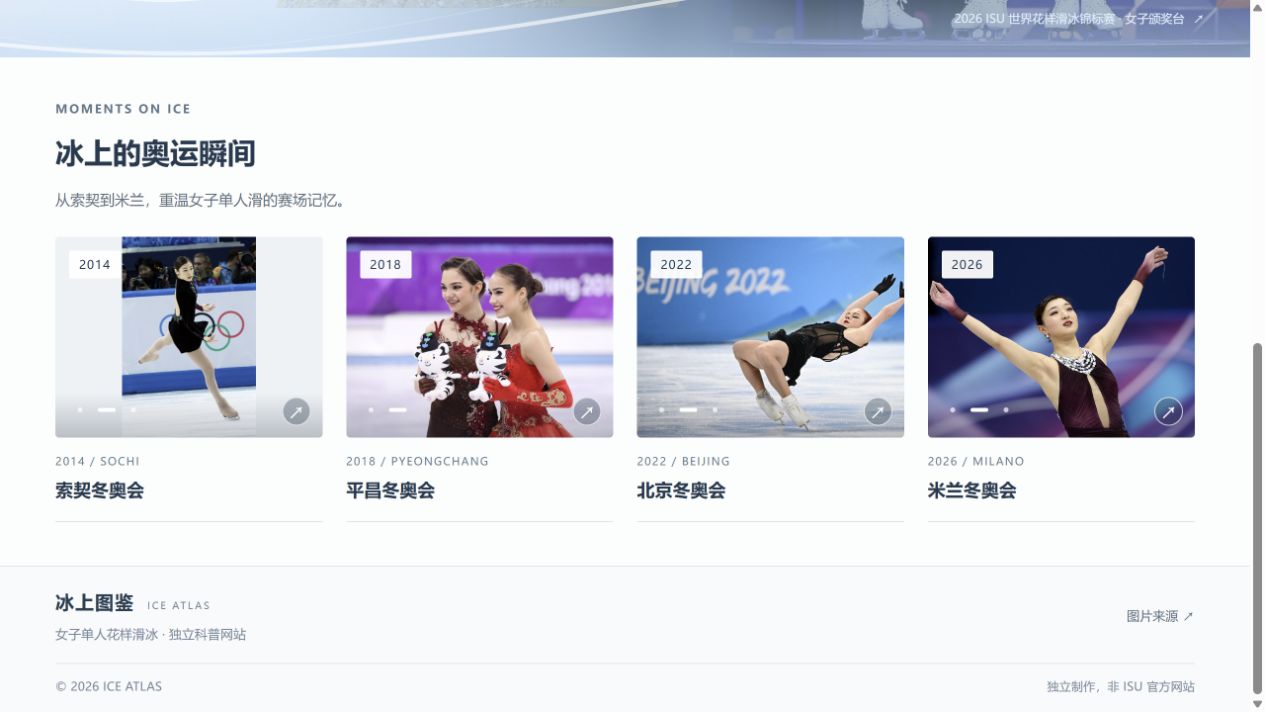 2026 ISU 世界花样滑冰锦标赛 · 女子颁奖台 ↗
MOMENTS ON ICE
冰上的奥运瞬间
从索契到米兰，重温女子单人滑的赛场记忆。
2014
2018
2022
2026
BEIJING 2022
2014 / SOCHI
索契冬奥会
2018 / PYEONGCHANG
平昌冬奥会
2022 / BEIJING
北京冬奥会
2026 / MILANO
米兰冬奥会
冰上图鉴 ICE ATLAS
女子单人花样滑冰 · 独立科普网站
图片来源 ↗
© 2026 ICE ATLAS
独立制作，非 ISU 官方网站